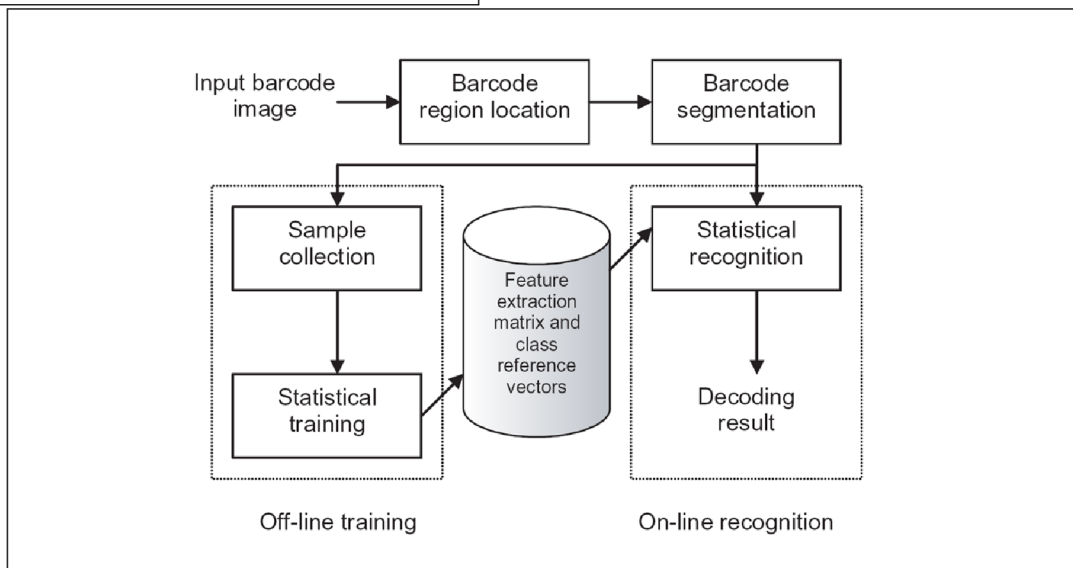 Input barcode
image
Barcode
region location
Barcode
segmentation
Sample
collection
Feature
extraction
matrix and
class
reference
vectors
Statistical
recognition
Statistical
training
Decoding
result
Off-line training
On-line recognition